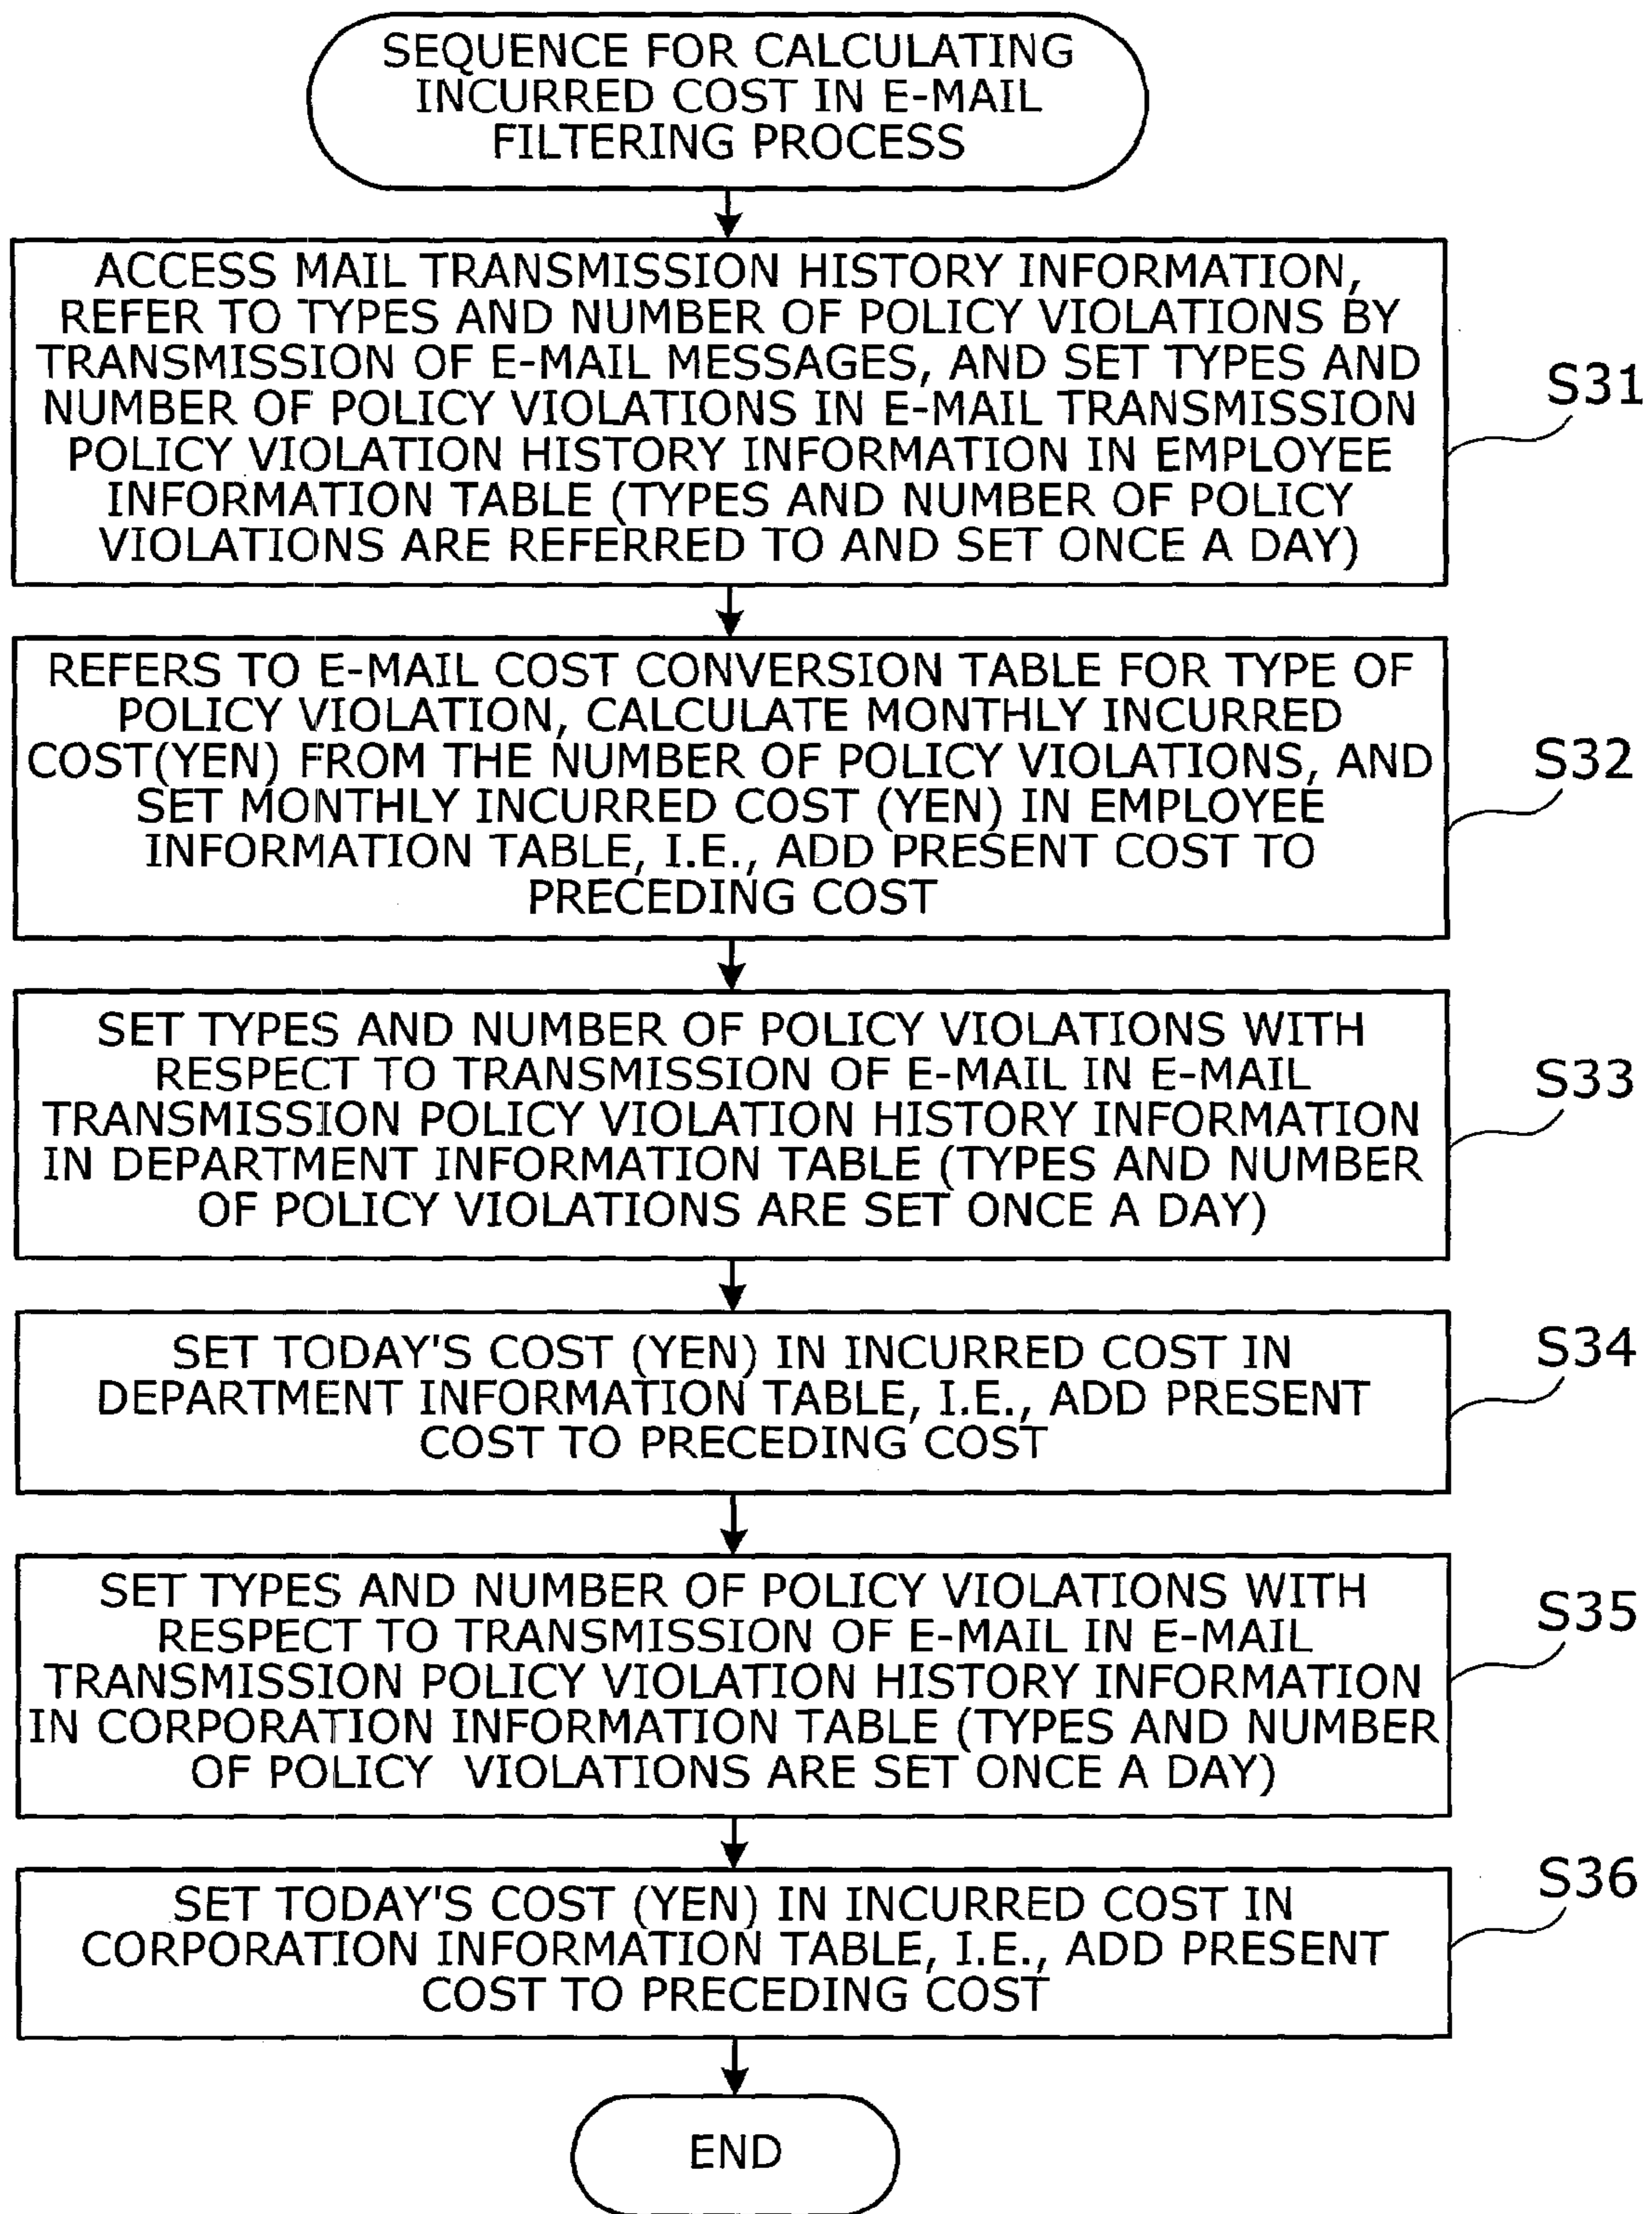 SEQUENCE FOR CALCULATING
INCURRED COST IN E-MAIL
FILTERING PROCESS
ACCESS MAIL TRANSMISSION HISTORY INFORMATION,
REFER TO TYPES AND NUMBER OF POLICY VIOLATIONS BY
TRANSMISSION OF E-MAIL MESSAGES, AND SET TYPES AND
NUMBER OF POLICY VIOLATIONS IN E-MAIL TRANSMISSION
POLICY VIOLATION HISTORY INFORMATION IN EMPLOYEE
INFORMATION TABLE (TYPES AND NUMBER OF POLICY
VIOLATIONS ARE REFERRED TO AND SET ONCE A DAY)
S31
REFERS TO E-MAIL COST CONVERSION TABLE FOR TYPE OF
POLICY VIOLATION, CALCULATE MONTHLY INCURRED
COST(YEN) FROM THE NUMBER OF POLICY VIOLATIONS, AND
SET MONTHLY INCURRED COST (YEN) IN EMPLOYEE
INFORMATION TABLE, I.E., ADD PRESENT COST TO
PRECEDING COST
S32
SET TYPES AND NUMBER OF POLICY VIOLATIONS WITH
RESPECT TO TRANSMISSION OF E-MAIL IN E-MAIL
TRANSMISSION POLICY VIOLATION HISTORY INFORMATION
IN DEPARTMENT INFORMATION TABLE (TYPES AND NUMBER
OF POLICY VIOLATIONS ARE SET ONCE A DAY)
S33
SET TODAY'S COST (YEN) IN INCURRED COST IN
DEPARTMENT INFORMATION TABLE, I.E., ADD PRESENT
COST TO PRECEDING COST
S34
SET TYPES AND NUMBER OF POLICY VIOLATIONS WITH
RESPECT TO TRANSMISSION OF E-MAIL IN E-MAIL
TRANSMISSION POLICY VIOLATION HISTORY INFORMATION
IN CORPORATION INFORMATION TABLE (TYPES AND NUMBER
OF POLICY VIOLATIONS ARE SET ONCE A DAY)
S35
SET TODAY'S COST (YEN) IN INCURRED COST IN
CORPORATION INFORMATION TABLE, I.E., ADD PRESENT
COST TO PRECEDING COST
S36
END